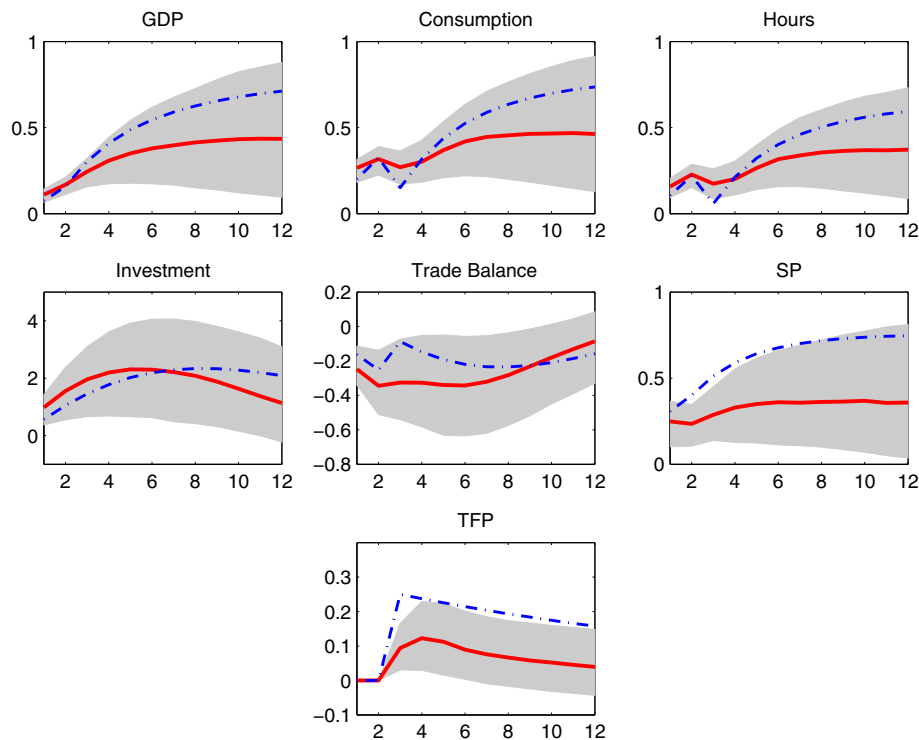 GDP
Consumption
Hours
1
0.5
0
2 4 6 8 10 12
1
0.5
0
2 4 6 8 10 12
1
0.5
0
2 4 6 8 10 12
Investment
Trade Balance
SP
4
2
0
2 4 6 8 10 12
0.2
0
−0.2
−0.4
−0.6
−0.8
2 4 6 8 10 12
1
0.5
0
2 4 6 8 10 12
TFP
0.3
0.2
0.1
0
−0.1
2 4 6 8 10 12